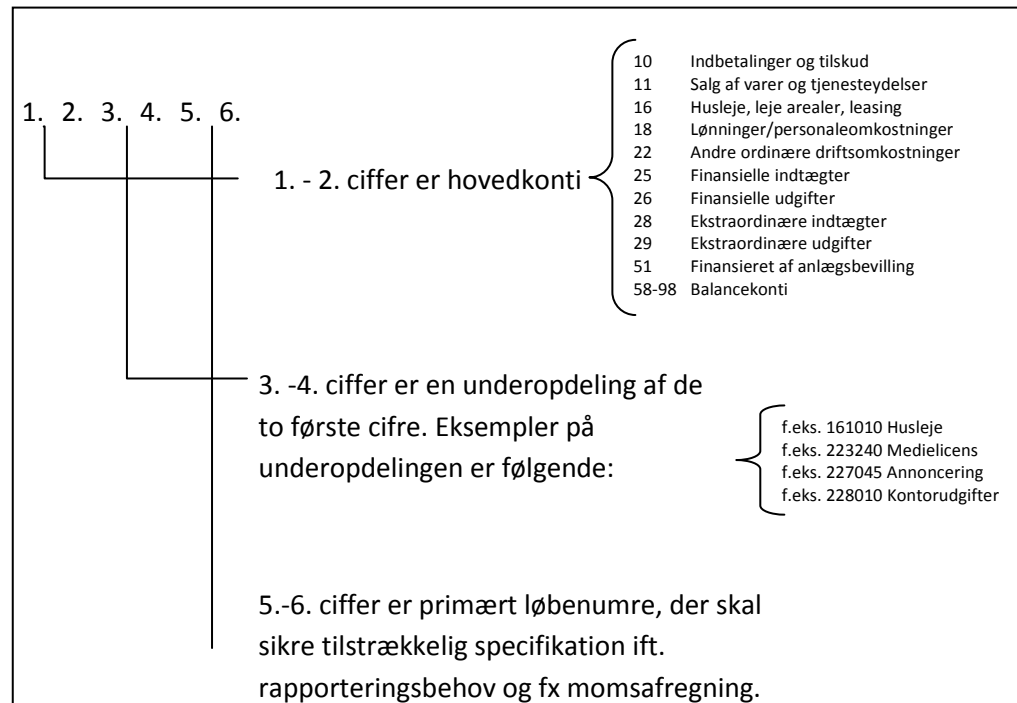 1. 2. 3. 4. 5. 6.
1. - 2. ciffer er hovedkonti
10 Indbetalinger og tilskud
11 Salg af varer og tjenesteydelser
16 Husleje, leje arealer, leasing
18 Lønninger/personaleomkostninger
22 Andre ordinære driftsomkostninger
25 Finansielle indtægter
26 Finansielle udgifter
28 Ekstraordinære indtægter
29 Ekstraordinære udgifter
51 Finansieret af anlægsbevilling
58-98 Balancekonti
3. -4. ciffer er en underopdeling af de
to første cifre. Eksempler på
underopdelingen er følgende:
f.eks. 161010 Husleje
f.eks. 223240 Medielicens
f.eks. 227045 Annoncering
f.eks. 228010 Kontorudgifter
5.-6. ciffer er primært løbenumre, der skal
sikre tilstrækkelig specifikation ift.
rapporteringsbehov og fx momsafregning.